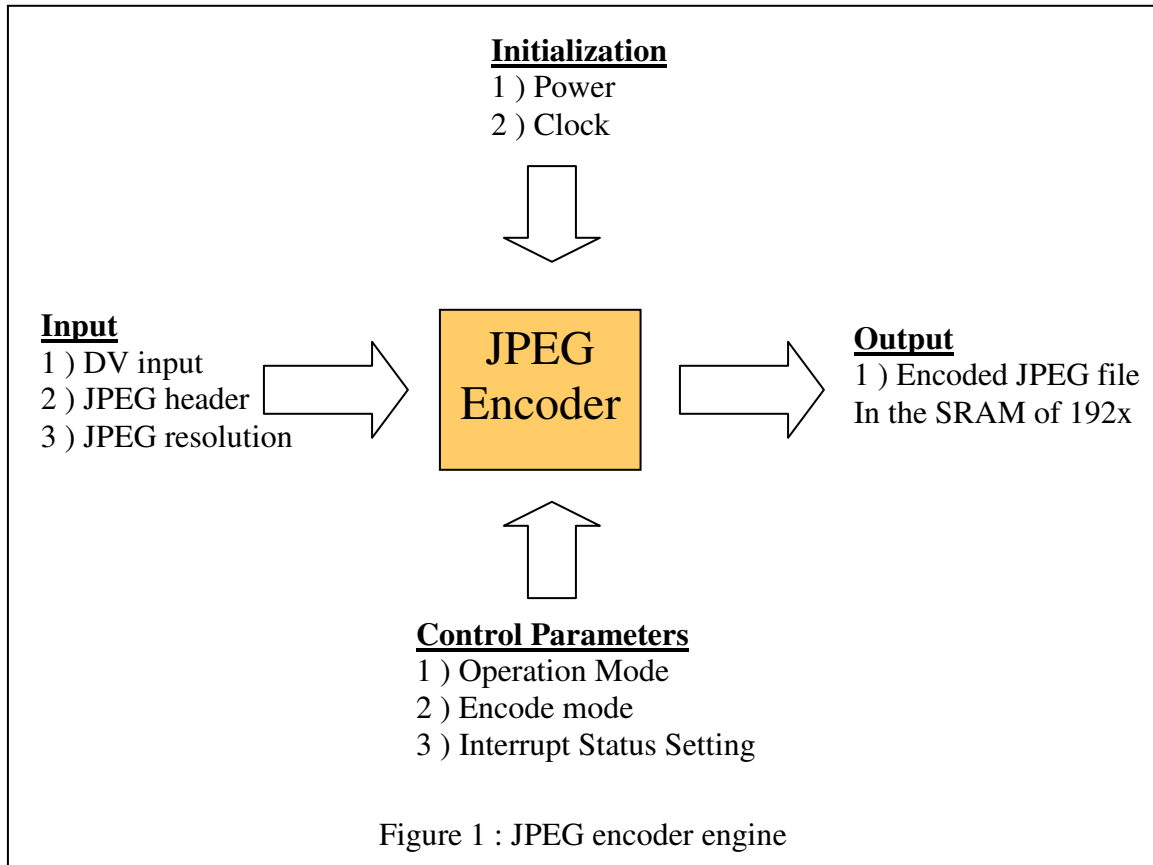 Initialization
1 ) Power
2 ) Clock
Input
1 ) DV input
2 ) JPEG header
3 ) JPEG resolution
JPEG
Encoder
Output
1 ) Encoded JPEG file
In the SRAM of 192x
Control Parameters
1 ) Operation Mode
2 ) Encode mode
3 ) Interrupt Status Setting
Figure 1 : JPEG encoder engine